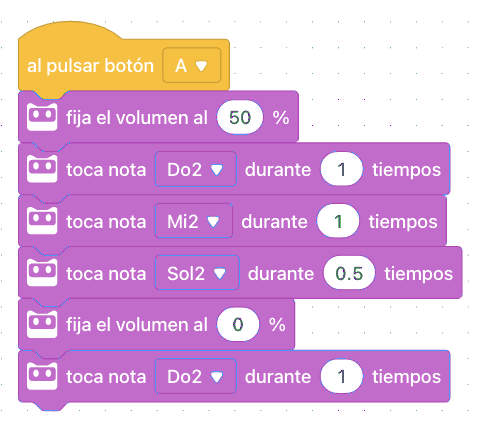 al pulsar botón A
fija el volumen al 50 %
toca nota Do2 durante 1 tiempos
toca nota Mi2 durante 1 tiempos
toca nota Sol2 durante 0.5 tiempos
fija el volumen al 0 %
toca nota Do2 durante 1 tiempos